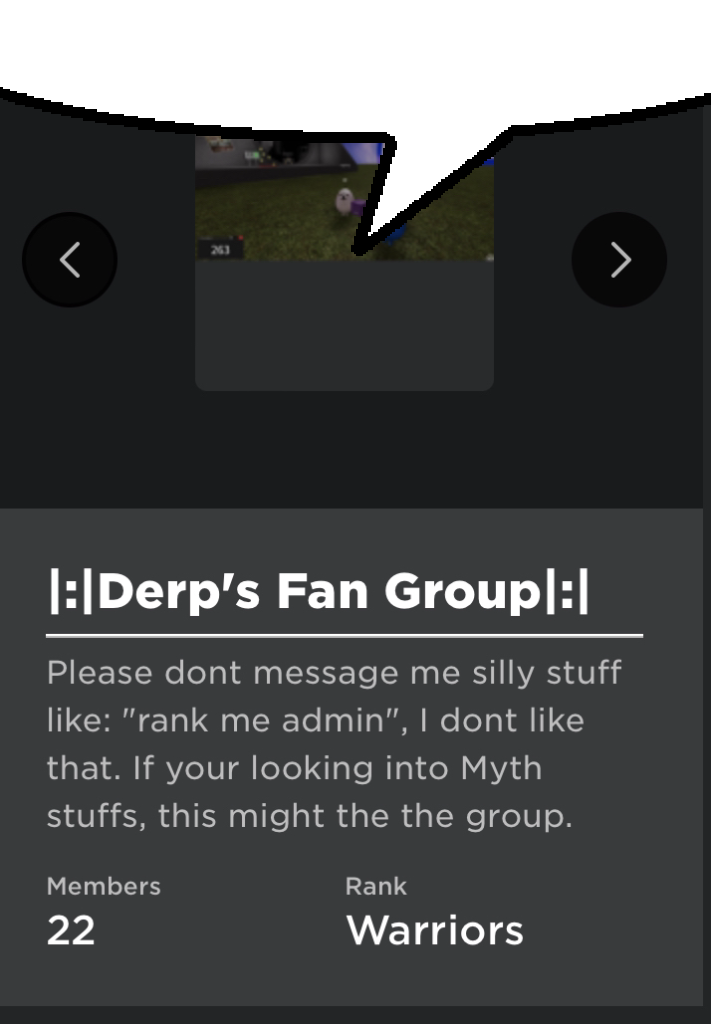 263
|:|Derp's Fan Group|:|
Please dont message me silly stuff
like: "rank me admin", I dont like
that. If your looking into Myth
stuffs, this might the the group.
Members
Rank
22
Warriors